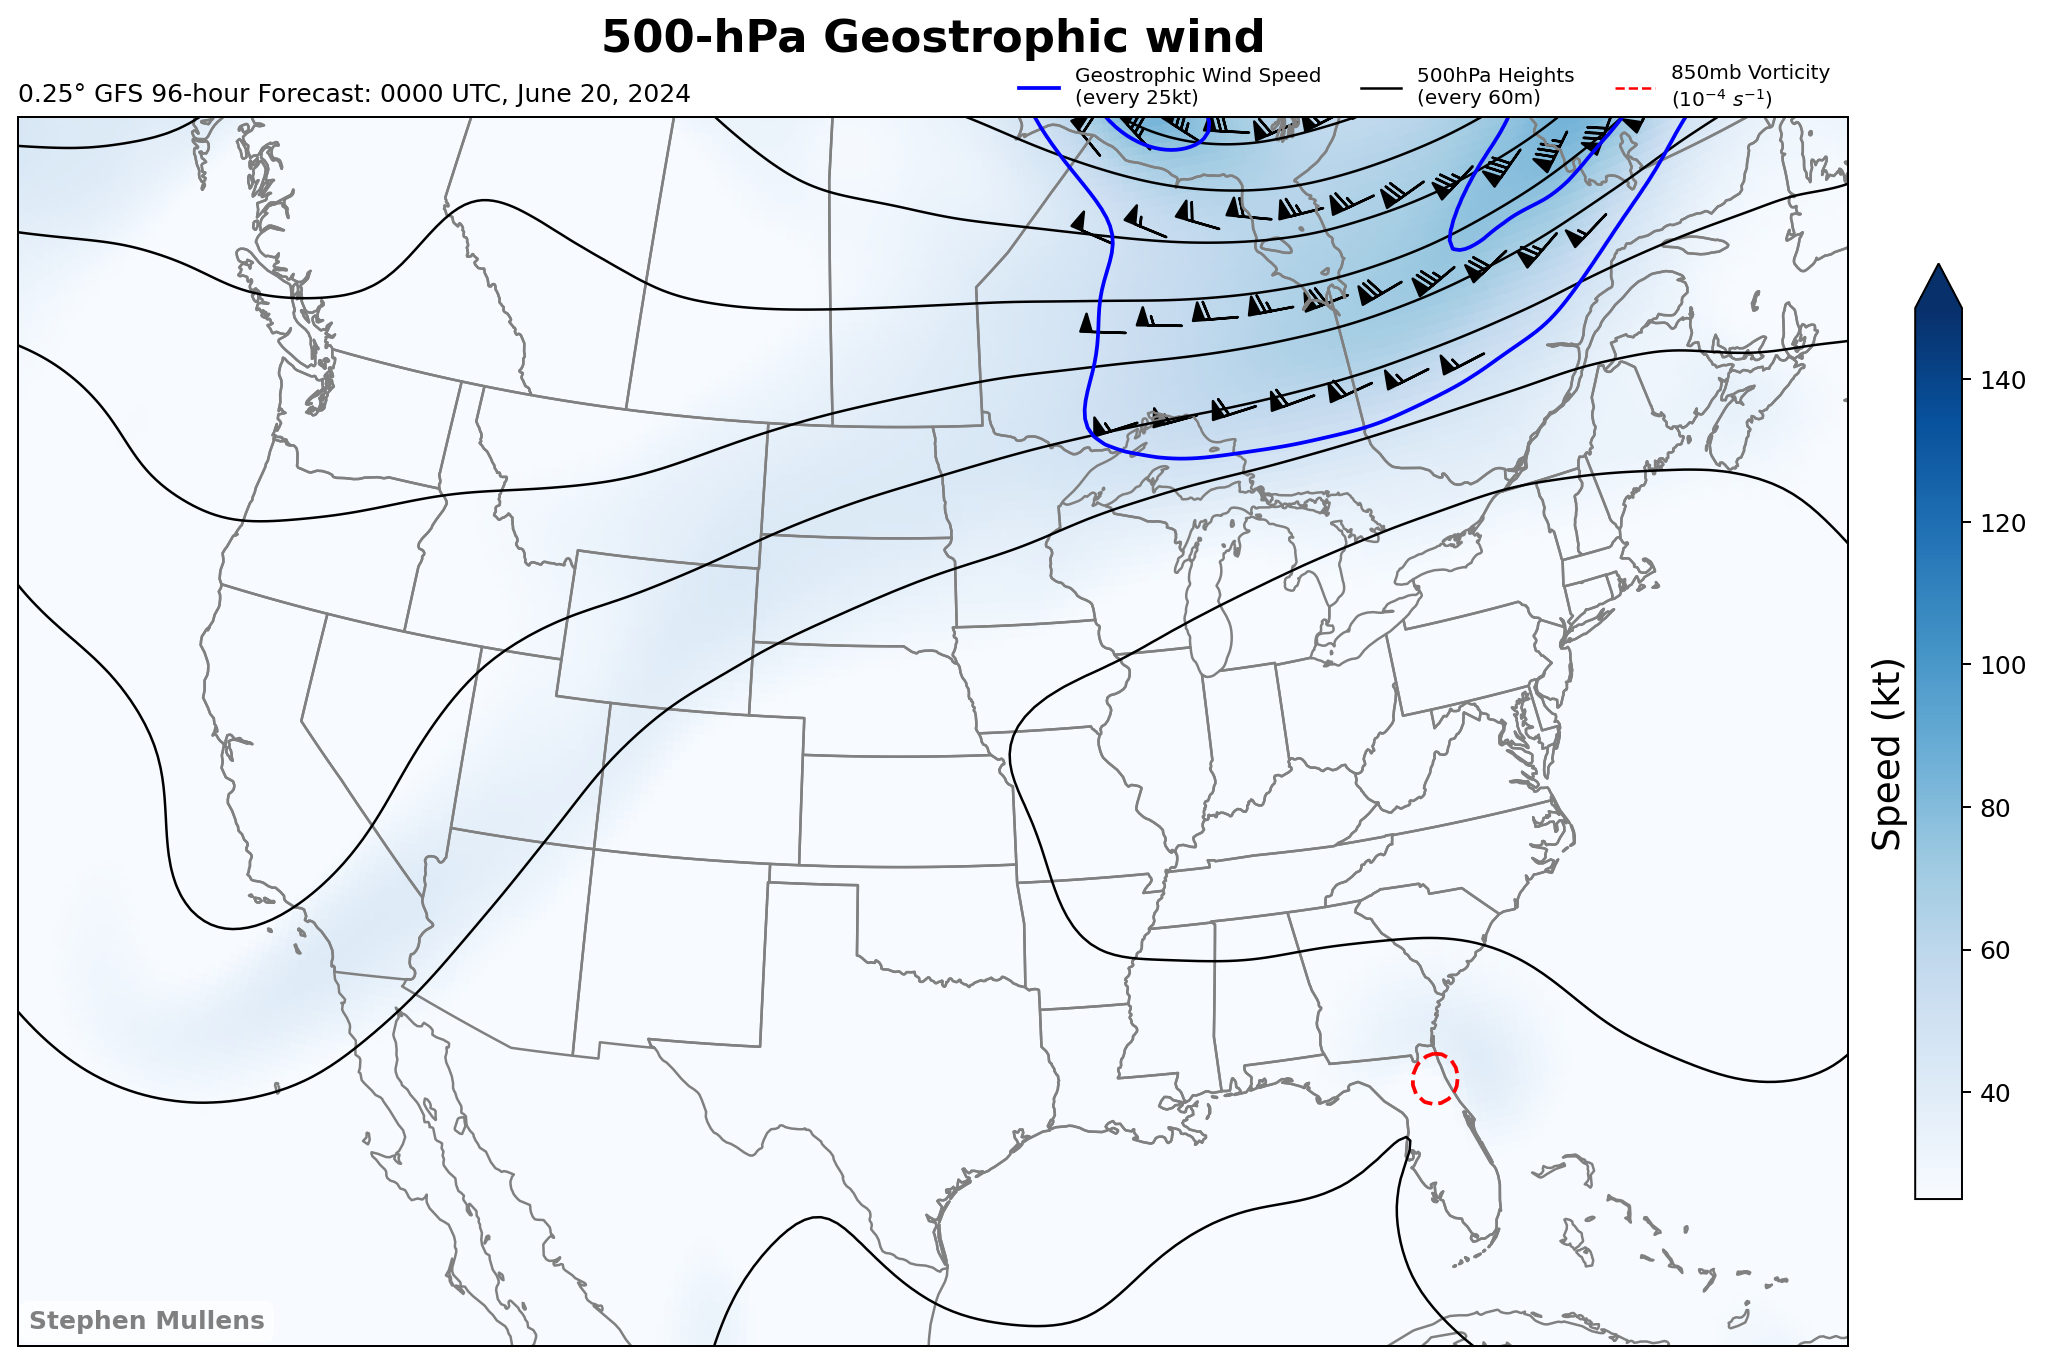 500-hPa Geostrophic wind
0.25° GFS 96-hour Forecast: 0000 UTC, June 20, 2024
Geostrophic Wind Speed
(every 25kt)
500hPa Heights
(every 60m)
850mb Vorticity
(10⁻⁴ s⁻¹)
140
120
100
80
60
40
Speed (kt)
Stephen Mullens